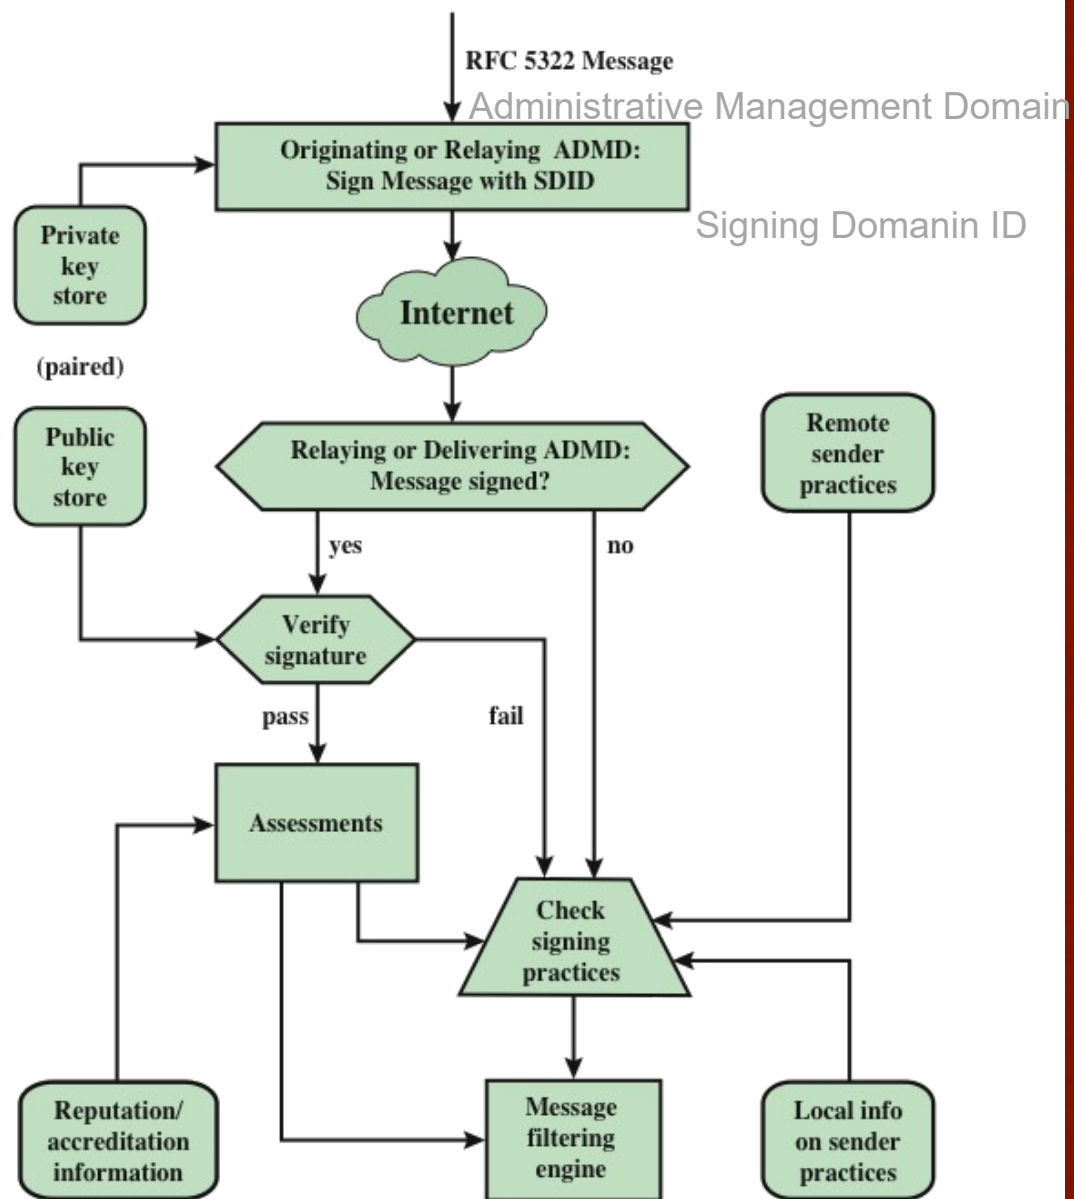 RFC 5322 Message
Administrative Management Domain
Originating or Relaying ADMD:
Sign Message with SDID
Signing Domanin ID
Private
key
store
Internet
(paired)
Public
key
store
Relaying or Delivering ADMD:
Message signed?
Remote
sender
practices
yes
no
Verify
signature
pass
fail
Assessments
Check
signing
practices
Reputation/
accreditation
information
Message
filtering
engine
Local info
on sender
practices